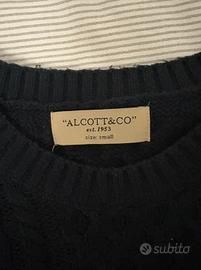 "ALCOTT&CO"
est. 1953
size: small
subito